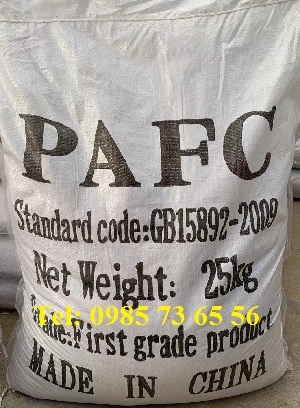 PAFC
Standard code:GB15892-2009
Net Weight: 25kg
Tel: 0985 73 65 56
Grade:First grade product
MADE IN CHINA